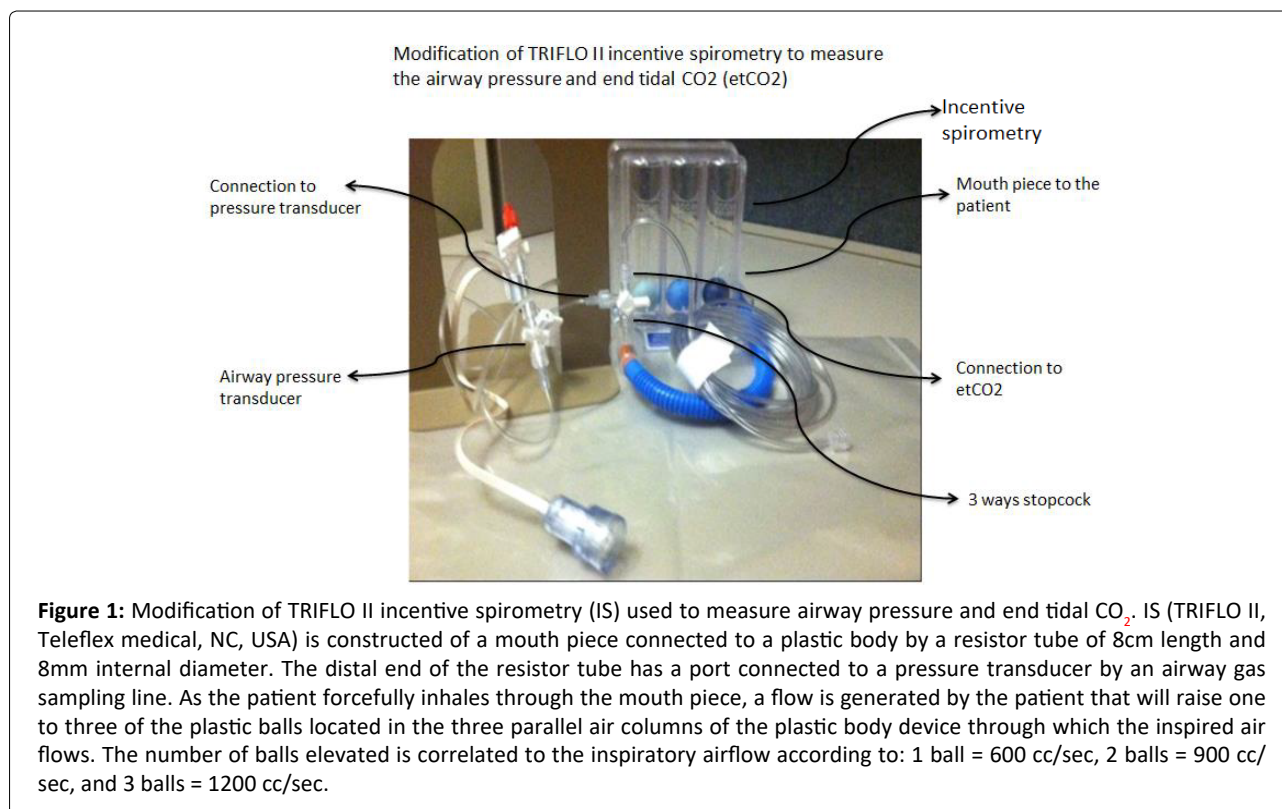 Modification of TRIFLO II incentive spirometry to measure
the airway pressure and end tidal CO2 (etCO2)
Incentive
spirometry
Connection to
pressure transducer
Mouth piece to the
patient
Airway pressure
transducer
Connection to
etCO2
3 ways stopcock
Figure 1: Modification of TRIFLO II incentive spirometry (IS) used to measure airway pressure and end tidal CO₂. IS (TRIFLO II,
Teleflex medical, NC, USA) is constructed of a mouth piece connected to a plastic body by a resistor tube of 8cm length and
8mm internal diameter. The distal end of the resistor tube has a port connected to a pressure transducer by an airway gas
sampling line. As the patient forcefully inhales through the mouth piece, a flow is generated by the patient that will raise one
to three of the plastic balls located in the three parallel air columns of the plastic body device through which the inspired air
flows. The number of balls elevated is correlated to the inspiratory airflow according to: 1 ball = 600 cc/sec, 2 balls = 900 cc/
sec, and 3 balls = 1200 cc/sec.